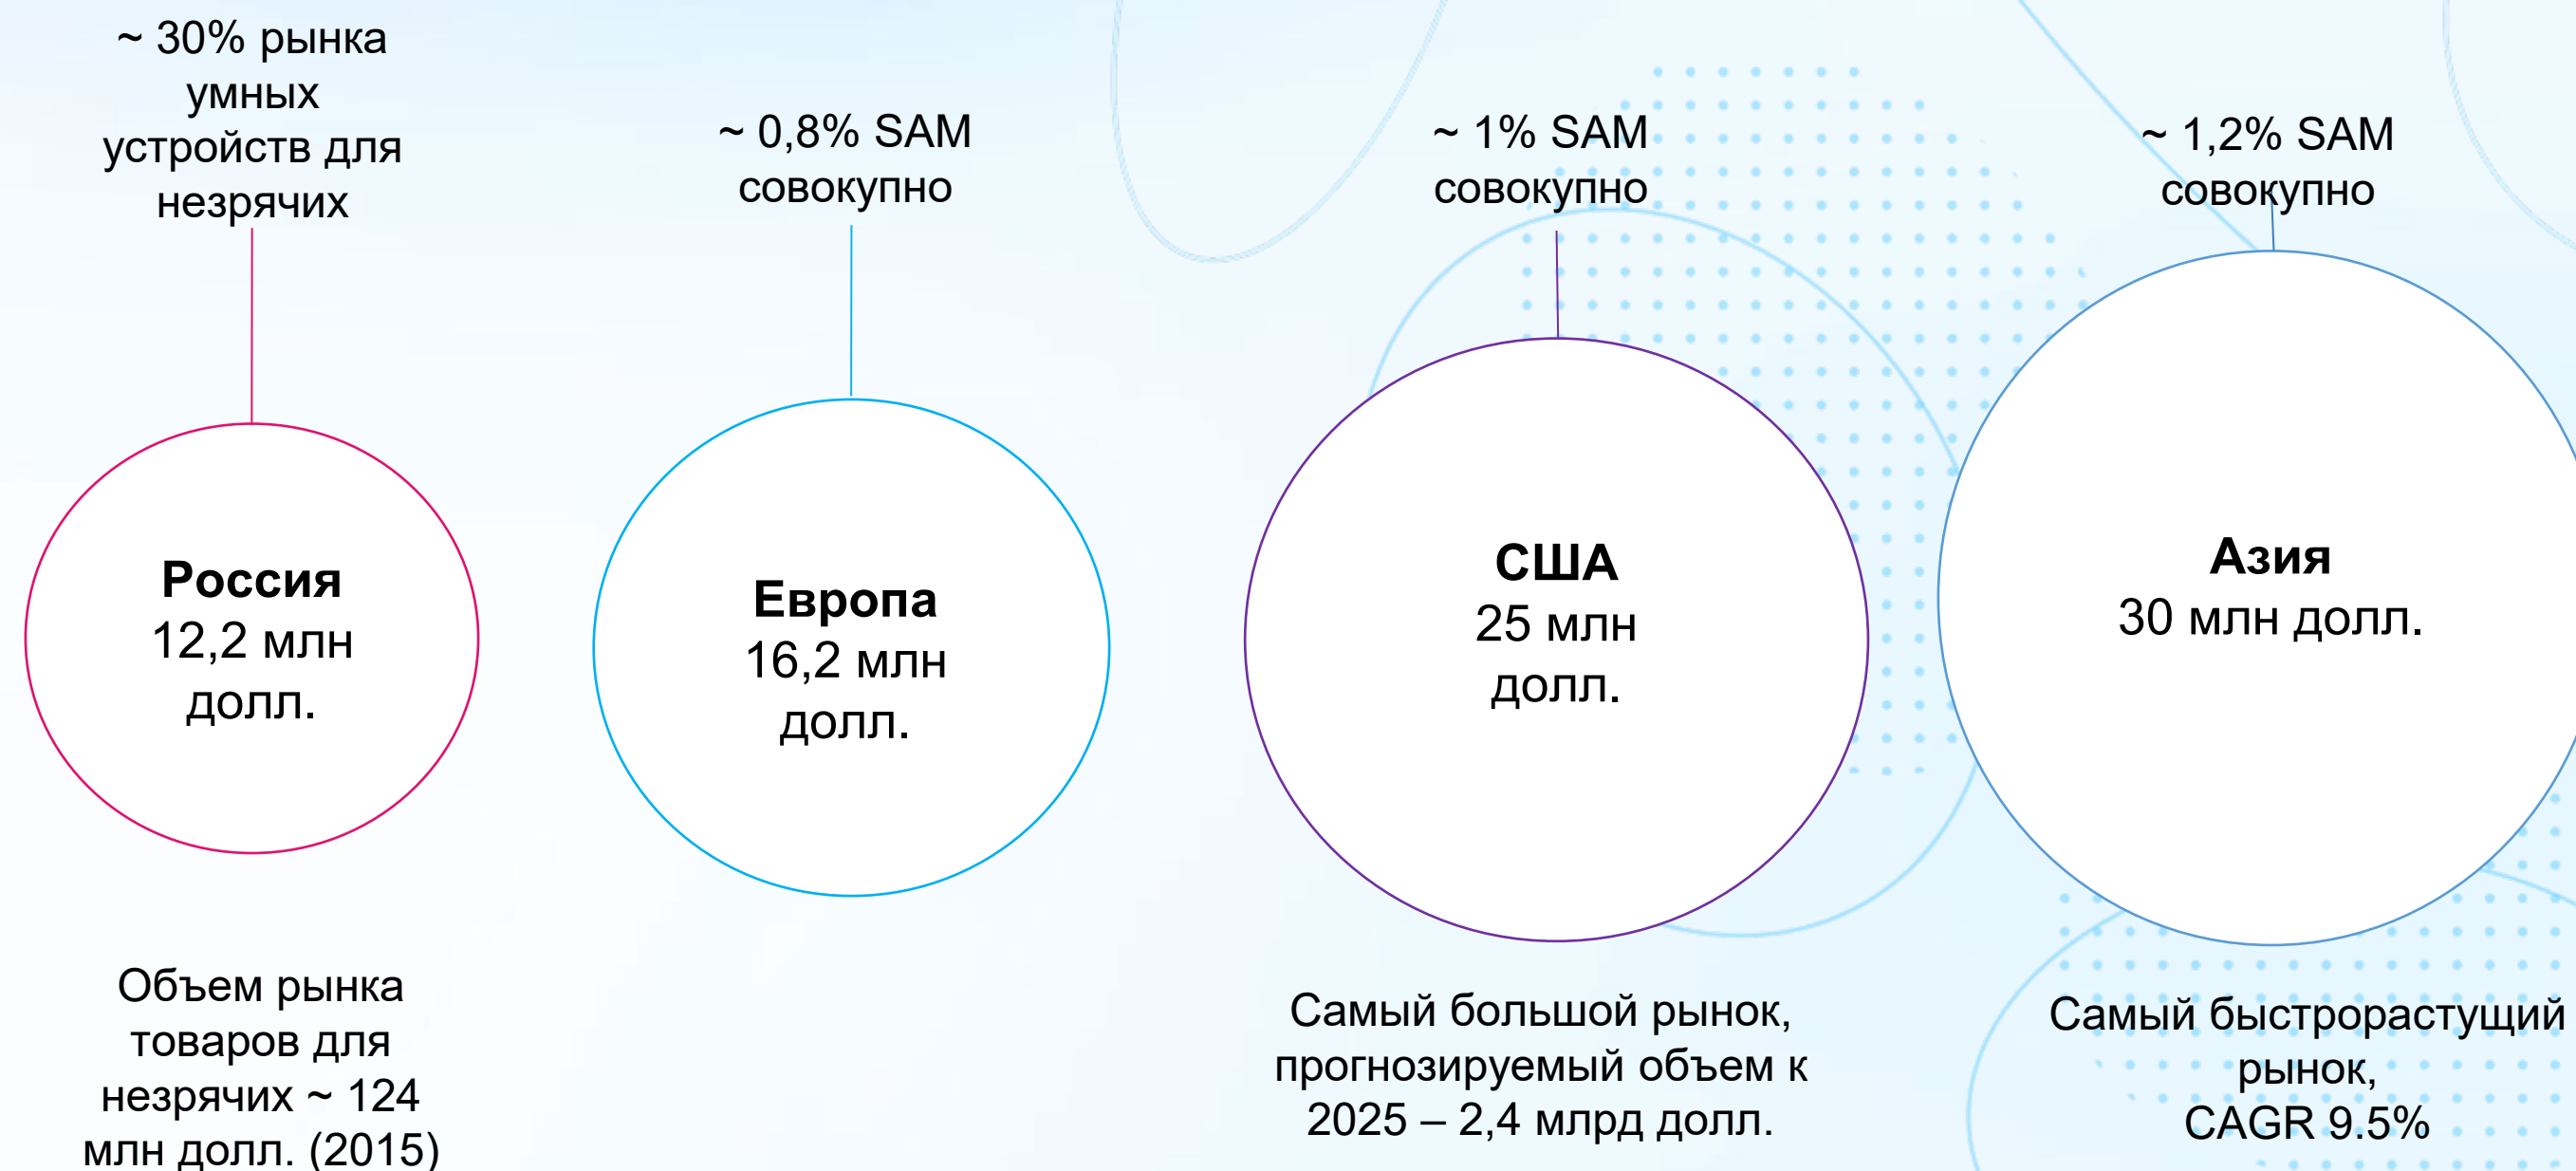 ~ 30% рынка
умных
устройств для
незрячих
Россия
12,2 млн
долл.
Объем рынка
товаров для
незрячих ~ 124
млн долл. (2015)
~ 0,8% SAM
совокупно
Европа
16,2 млн
долл.
~ 1% SAM
совокупно
США
25 млн
долл.
Самый большой рынок,
прогнозируемый объем к
2025 – 2,4 млрд долл.
~ 1,2% SAM
совокупно
Азия
30 млн долл.
Самый быстрорастущий
рынок,
CAGR 9.5%